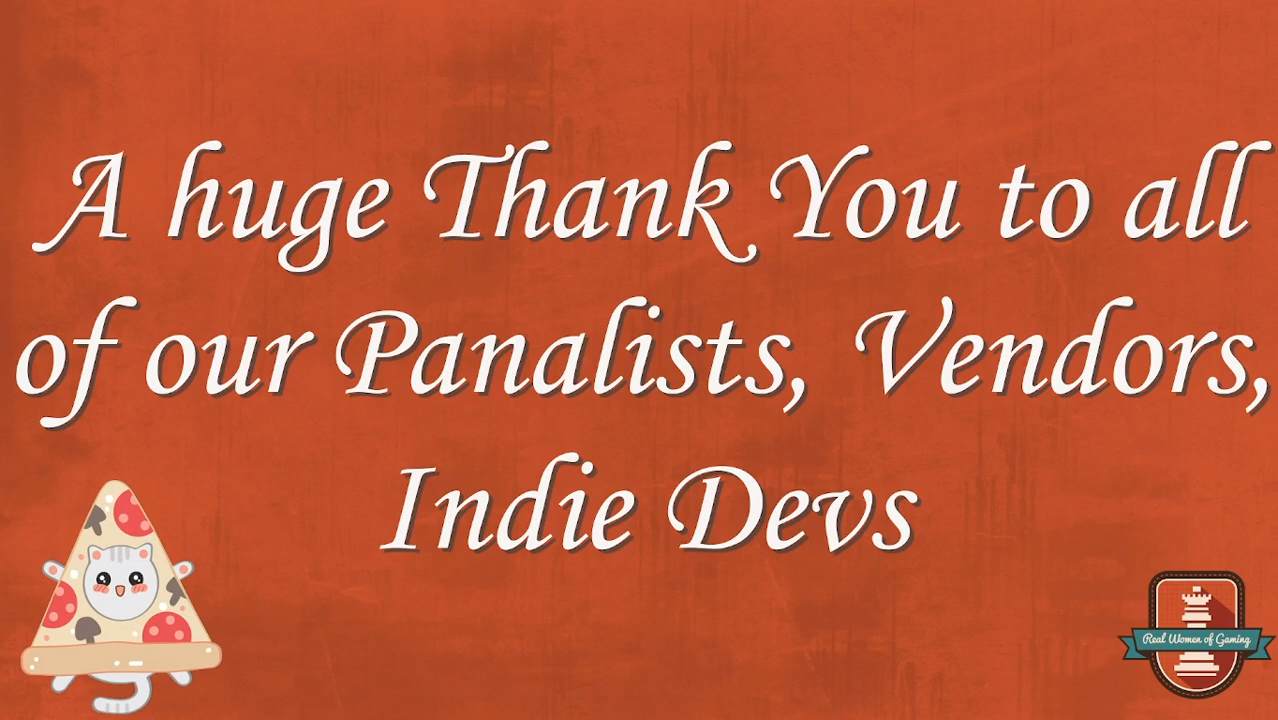 A huge Thank You to all
of our Panalists, Vendors,
Indie Devs
Real Women of Gaming